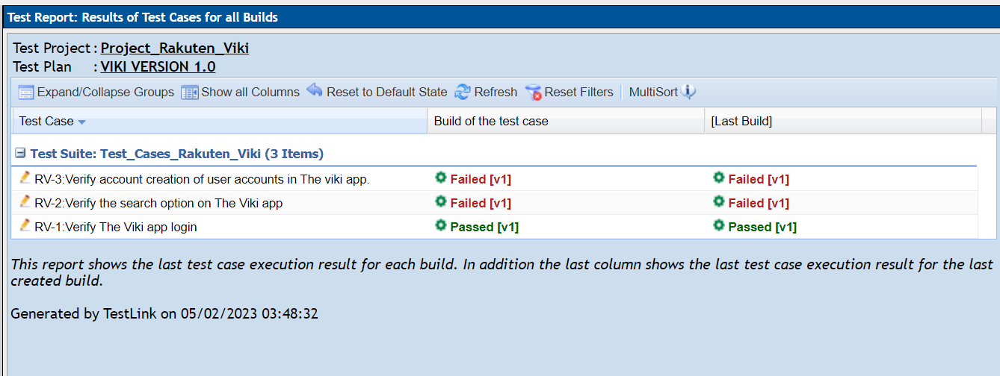 Test Report: Results of Test Cases for all Builds
Test Project : Project_Rakuten_Viki
Test Plan : VIKI VERSION 1.0
Expand/Collapse Groups Show all Columns Reset to Default State Refresh Reset Filters MultiSort
Test Case Build of the test case [Last Build]
Test Suite: Test_Cases_Rakuten_Viki (3 Items)
RV-3:Verify account creation of user accounts in The viki app. Failed [v1] Failed [v1]
RV-2:Verify the search option on The Viki app Failed [v1] Failed [v1]
RV-1:Verify The Viki app login Passed [v1] Passed [v1]
This report shows the last test case execution result for each build. In addition the last column shows the last test case execution result for the last
created build.
Generated by TestLink on 05/02/2023 03:48:32